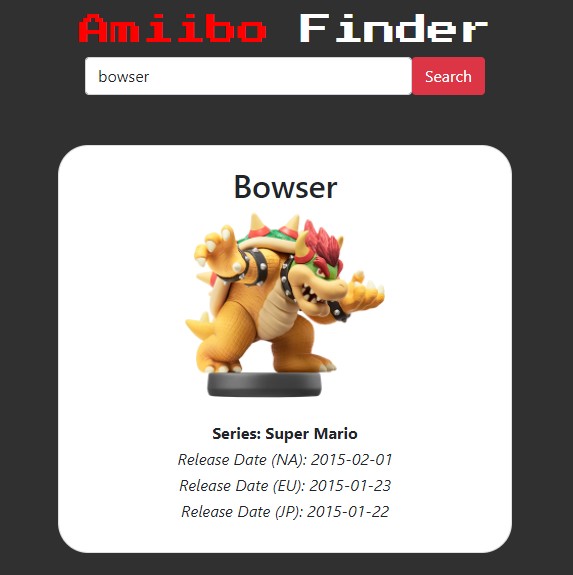 Amiibo Finder
bowser Search
Bowser
Series: Super Mario
Release Date (NA): 2015-02-01
Release Date (EU): 2015-01-23
Release Date (JP): 2015-01-22